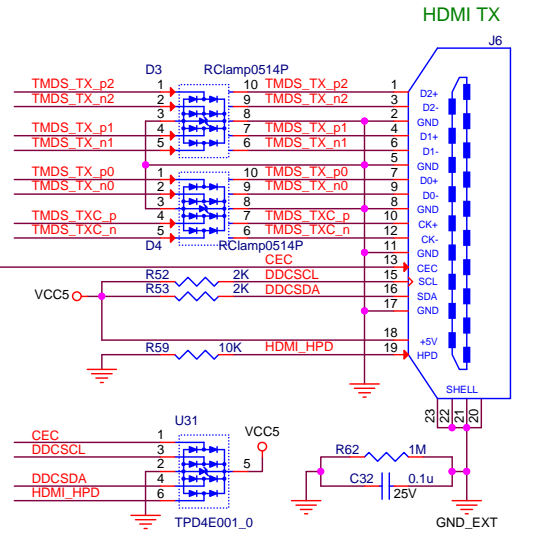 HDMI TX
J6
D3 RClamp0514P
TMDS_TX_p2 1 10 TMDS_TX_p2 1 D2+
TMDS_TX_n2 2 9 TMDS_TX_n2 3 D2-
3 8 2 GND
TMDS_TX_p1 4 7 TMDS_TX_p1 4 D1+
TMDS_TX_n1 5 6 TMDS_TX_n1 6 D1-
5 GND
TMDS_TX_p0 1 10 TMDS_TX_p0 7 D0+
TMDS_TX_n0 2 9 TMDS_TX_n0 9 D0-
3 8 8 GND
TMDS_TXC_p 4 7 TMDS_TXC_p 10 CK+
TMDS_TXC_n 5 6 TMDS_TXC_n 12 CK-
D4 RClamp0514P 11 GND
CEC 13 CEC
R52 2K DDCSCL 15 SCL
VCC5 R53 2K DDCSDA 16 SDA
17 GND
18 +5V
R59 10K HDMI_HPD 19 HPD
SHELL
23 22 21 20
U31 VCC5
CEC 1
DDCSCL 3
2 5
DDCSDA 4
HDMI_HPD 6
TPD4E001_0
R62 1M
C32 0.1u
25V
GND_EXT